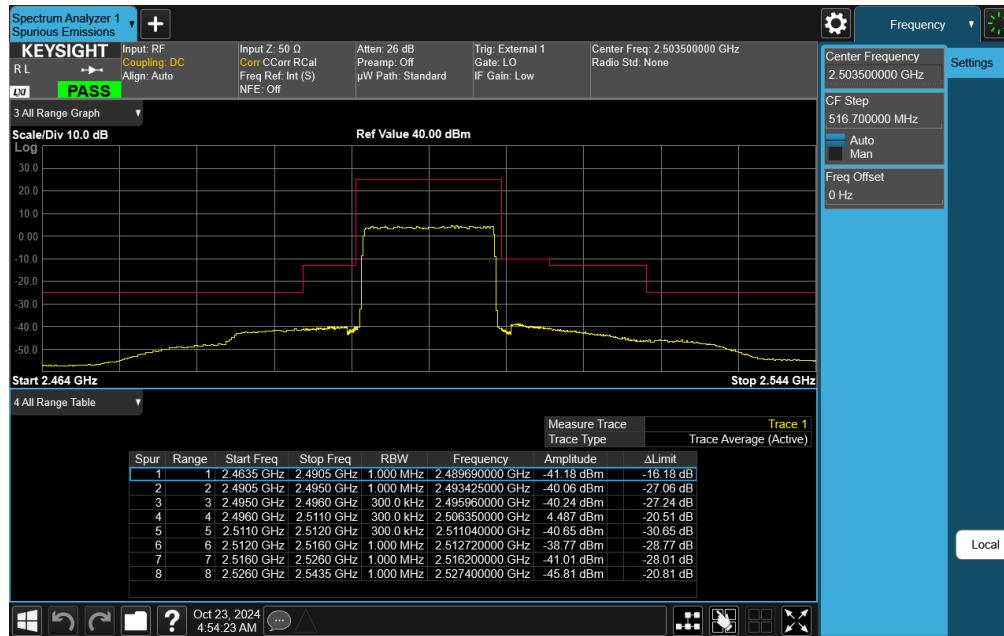 Spectrum Analyzer 1
Spurious Emissions
Frequency
KEYSIGHT
R L
LXI
PASS
Input: RF
Coupling: DC
Align: Auto
Input Z: 50 Ω
Corr CCorr RCal
Freq Ref: Int (S)
NFE: Off
Atten: 26 dB
Preamp: Off
µW Path: Standard
Trig: External 1
Gate: LO
IF Gain: Low
Center Freq: 2.503500000 GHz
Radio Std: None
Center Frequency
2.503500000 GHz
Settings
CF Step
516.700000 MHz
Auto
Man
Freq Offset
0 Hz
3 All Range Graph
Scale/Div 10.0 dB
Ref Value 40.00 dBm
Log
30.0
20.0
10.0
0.00
-10.0
-20.0
-30.0
-40.0
-50.0
Start 2.464 GHz
Stop 2.544 GHz
4 All Range Table
Measure Trace Trace 1
Trace Type Trace Average (Active)
Spur Range Start Freq Stop Freq RBW Frequency Amplitude ΔLimit
1 1 2.4635 GHz 2.4905 GHz 1.000 MHz 2.489690000 GHz -41.18 dBm -16.18 dB
2 2 2.4905 GHz 2.4950 GHz 1.000 MHz 2.493425000 GHz -40.06 dBm -27.06 dB
3 3 2.4950 GHz 2.4960 GHz 300.0 kHz 2.495960000 GHz -40.24 dBm -27.24 dB
4 4 2.4960 GHz 2.5110 GHz 300.0 kHz 2.506350000 GHz 4.487 dBm -20.51 dB
5 5 2.5110 GHz 2.5120 GHz 300.0 kHz 2.511040000 GHz -40.65 dBm -30.65 dB
6 6 2.5120 GHz 2.5160 GHz 1.000 MHz 2.512720000 GHz -38.77 dBm -28.77 dB
7 7 2.5160 GHz 2.5260 GHz 1.000 MHz 2.516200000 GHz -41.01 dBm -28.01 dB
8 8 2.5260 GHz 2.5435 GHz 1.000 MHz 2.527400000 GHz -45.81 dBm -20.81 dB
Local
?
Oct 23, 2024
4:54:23 AM